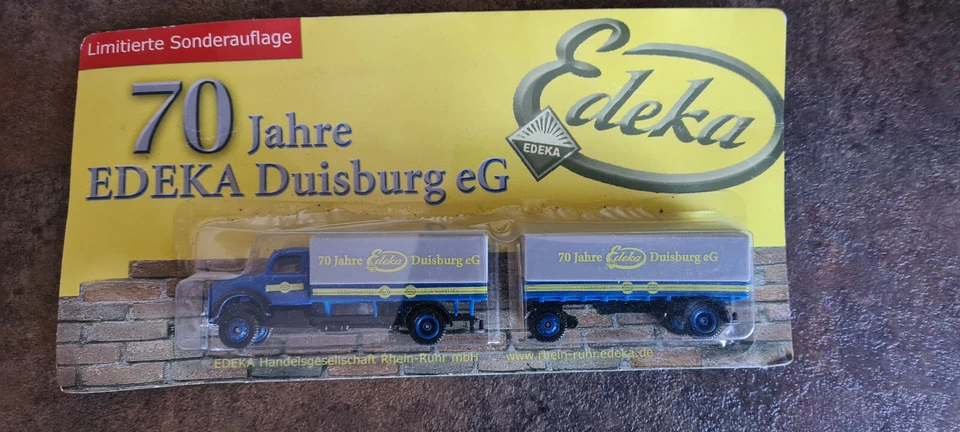 Limitierte Sonderauflage
70 Jahre
EDEKA Duisburg eG
Edeka
EDEKA
70 Jahre Edeka Duisburg eG
70 Jahre Edeka Duisburg eG
EDEKA Handelsgesellschaft Rhein-Ruhr mbH www.rhein-ruhr.edeka.de